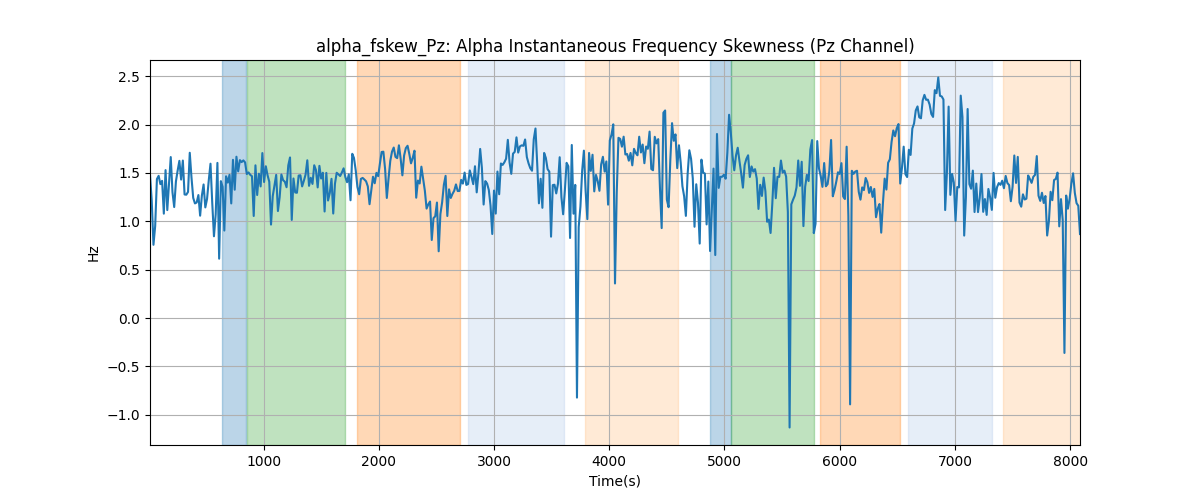 alpha_fskew_Pz: Alpha Instantaneous Frequency Skewness (Pz Channel)
2.5
2.0
1.5
1.0
0.5
0.0
−0.5
−1.0
Hz
1000 2000 3000 4000 5000 6000 7000 8000
Time(s)